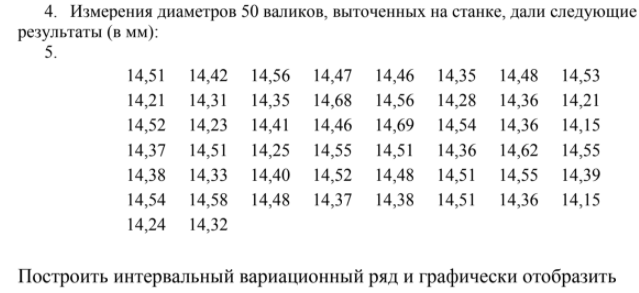 4. Измерения диаметров 50 валиков, выточенных на станке, дали следующие
результаты (в мм):
5.
14,51 14,42 14,56 14,47 14,46 14,35 14,48 14,53
14,21 14,31 14,35 14,68 14,56 14,28 14,36 14,21
14,52 14,23 14,41 14,46 14,69 14,54 14,36 14,15
14,37 14,51 14,25 14,55 14,51 14,36 14,62 14,55
14,38 14,33 14,40 14,52 14,48 14,51 14,55 14,39
14,54 14,58 14,48 14,37 14,38 14,51 14,36 14,15
14,24 14,32
Построить интервальный вариационный ряд и графически отобразить